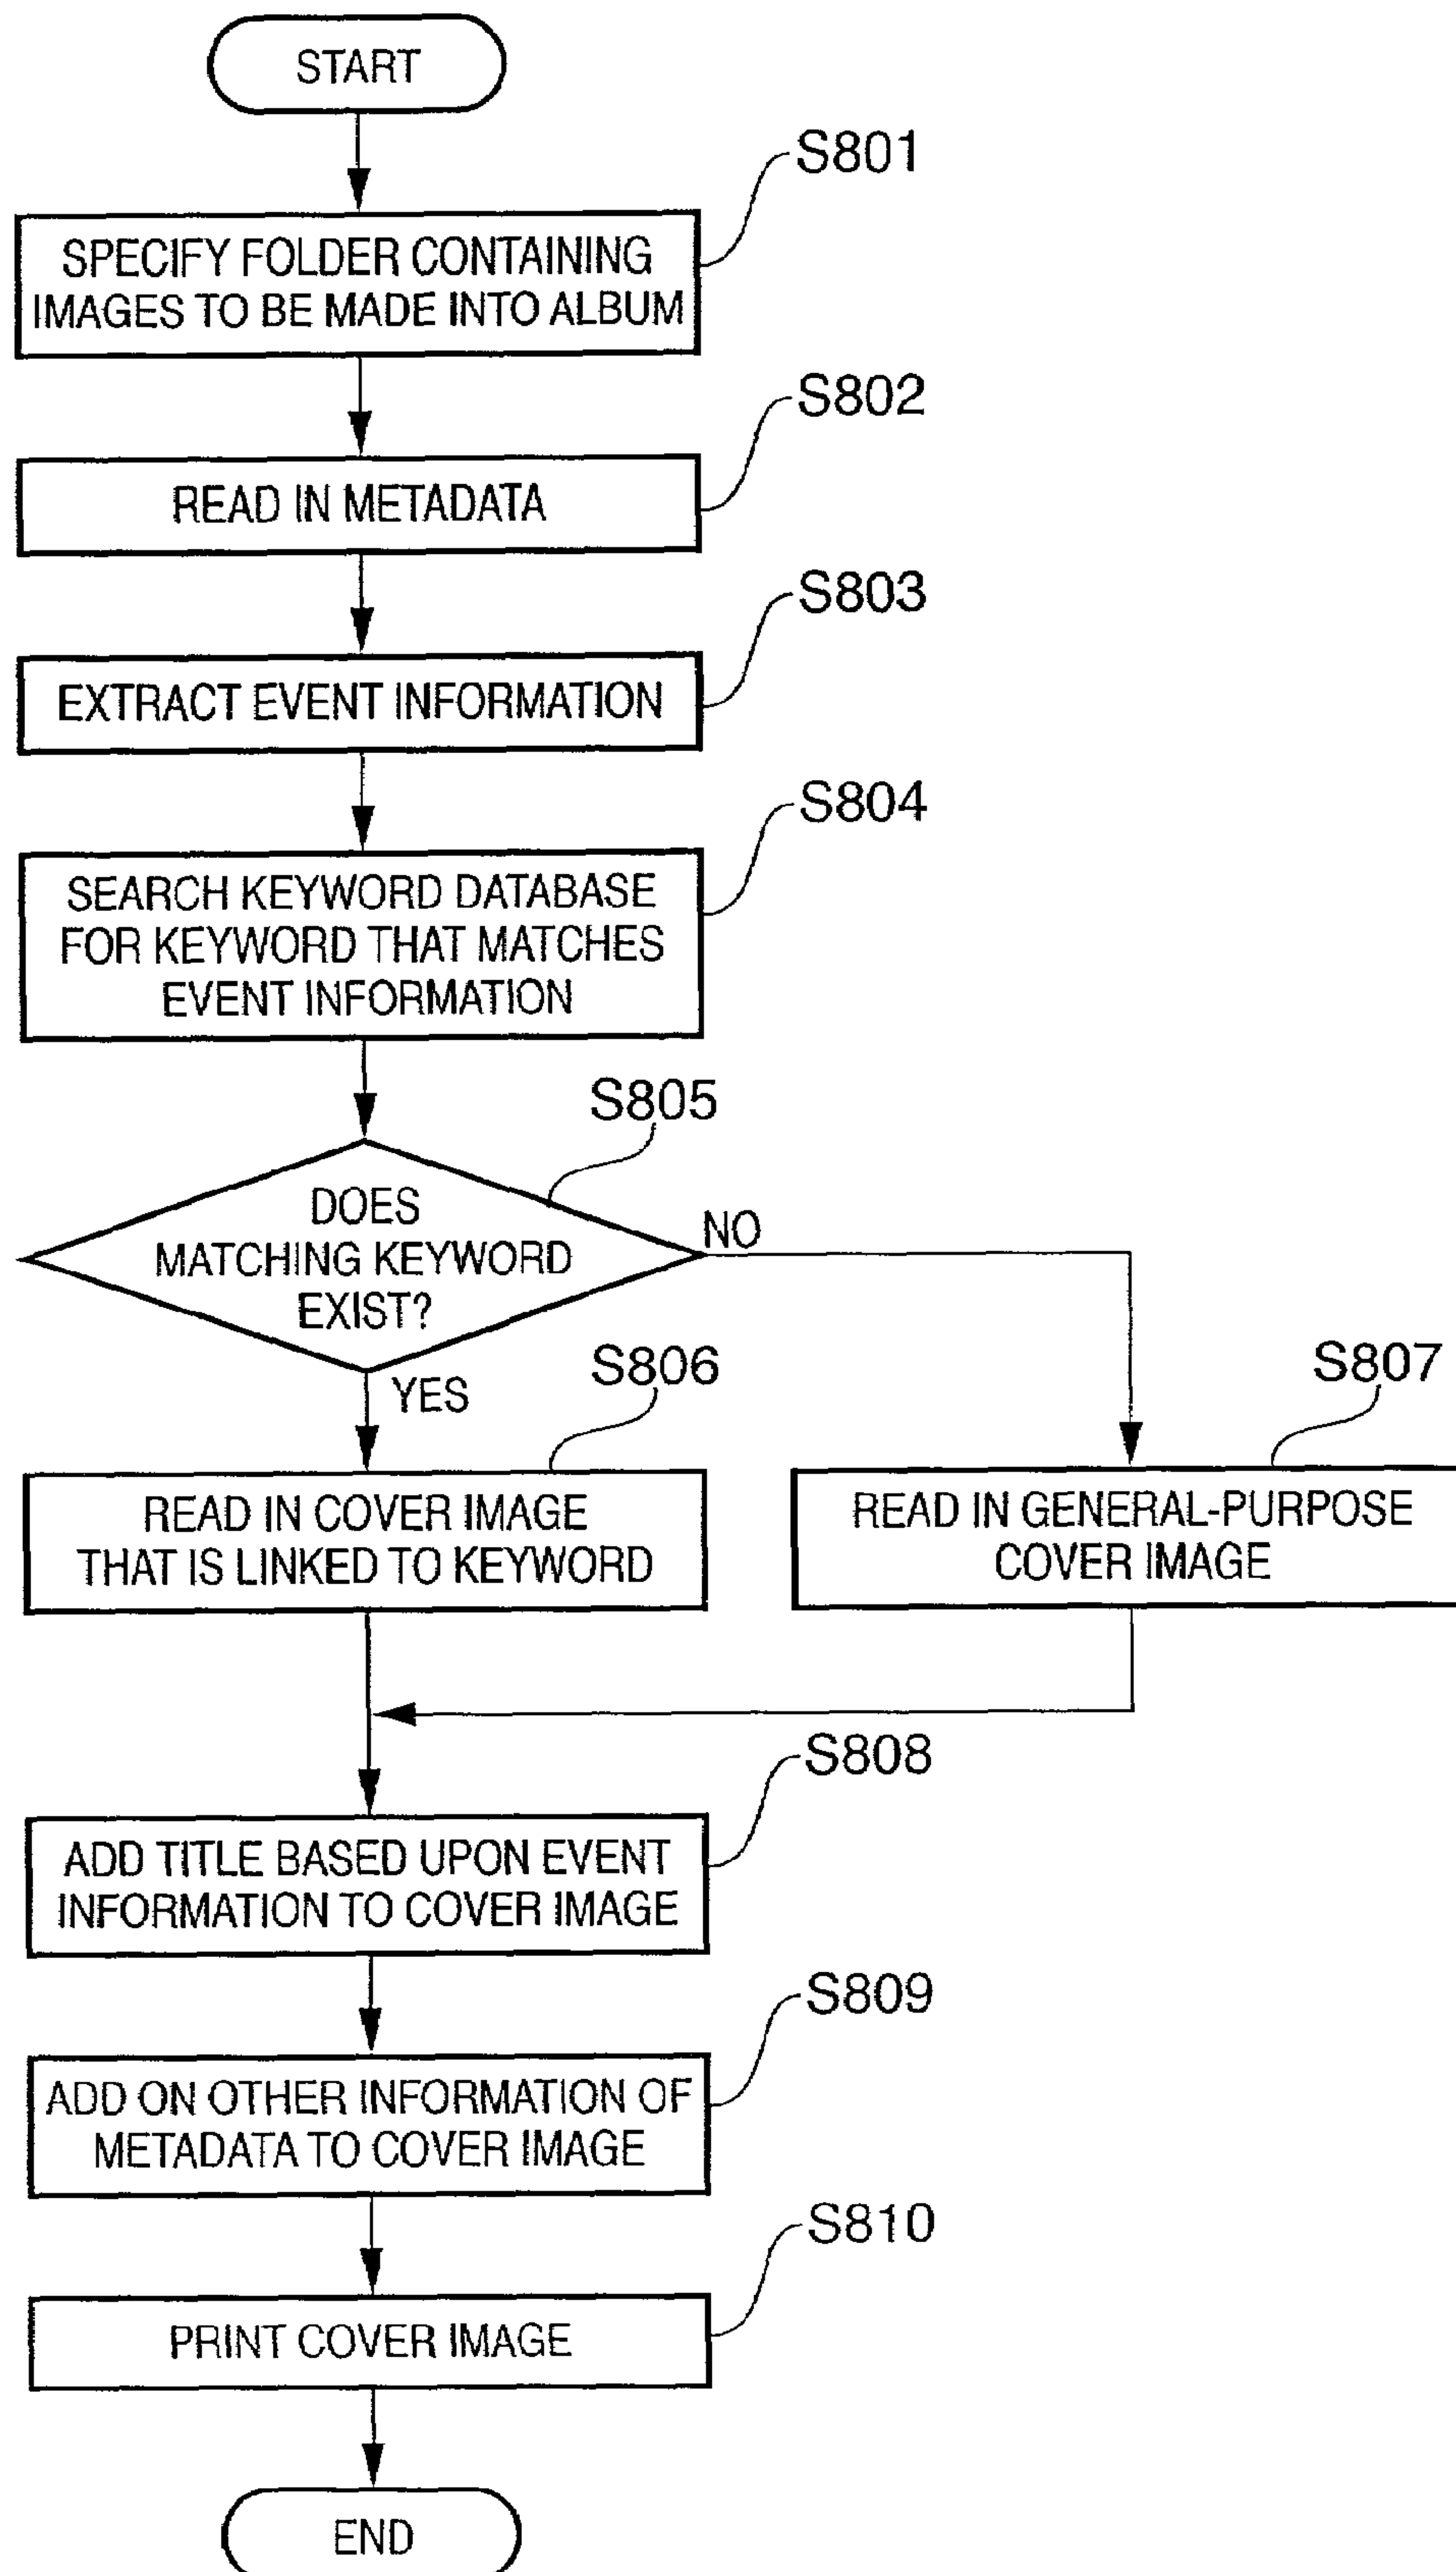 START
S801
SPECIFY FOLDER CONTAINING
IMAGES TO BE MADE INTO ALBUM
S802
READ IN METADATA
S803
EXTRACT EVENT INFORMATION
S804
SEARCH KEYWORD DATABASE
FOR KEYWORD THAT MATCHES
EVENT INFORMATION
S805
DOES
MATCHING KEYWORD
EXIST?
NO
YES
S806
READ IN COVER IMAGE
THAT IS LINKED TO KEYWORD
S807
READ IN GENERAL-PURPOSE
COVER IMAGE
S808
ADD TITLE BASED UPON EVENT
INFORMATION TO COVER IMAGE
S809
ADD ON OTHER INFORMATION OF
METADATA TO COVER IMAGE
S810
PRINT COVER IMAGE
END